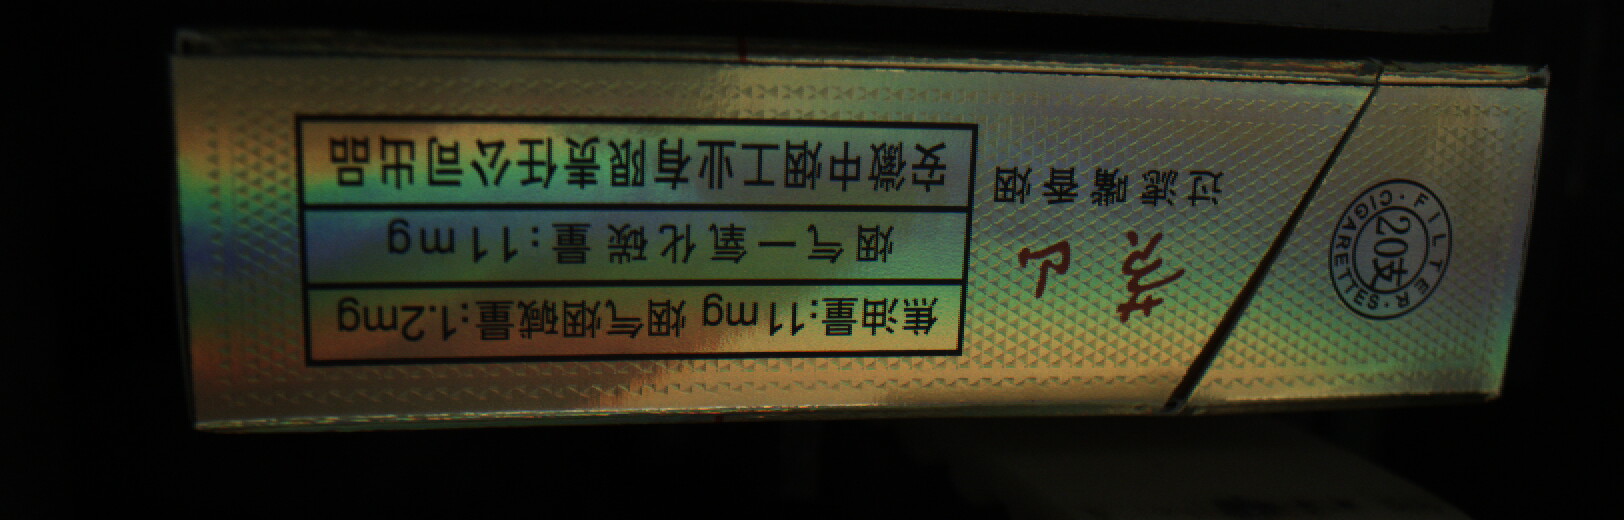 FILTER·CIGARETTES·
20支
黄山
过滤嘴香烟
焦油量:11mg 烟气烟碱量:1.2mg
烟气一氧化碳量:11mg
安徽中烟工业有限责任公司出品